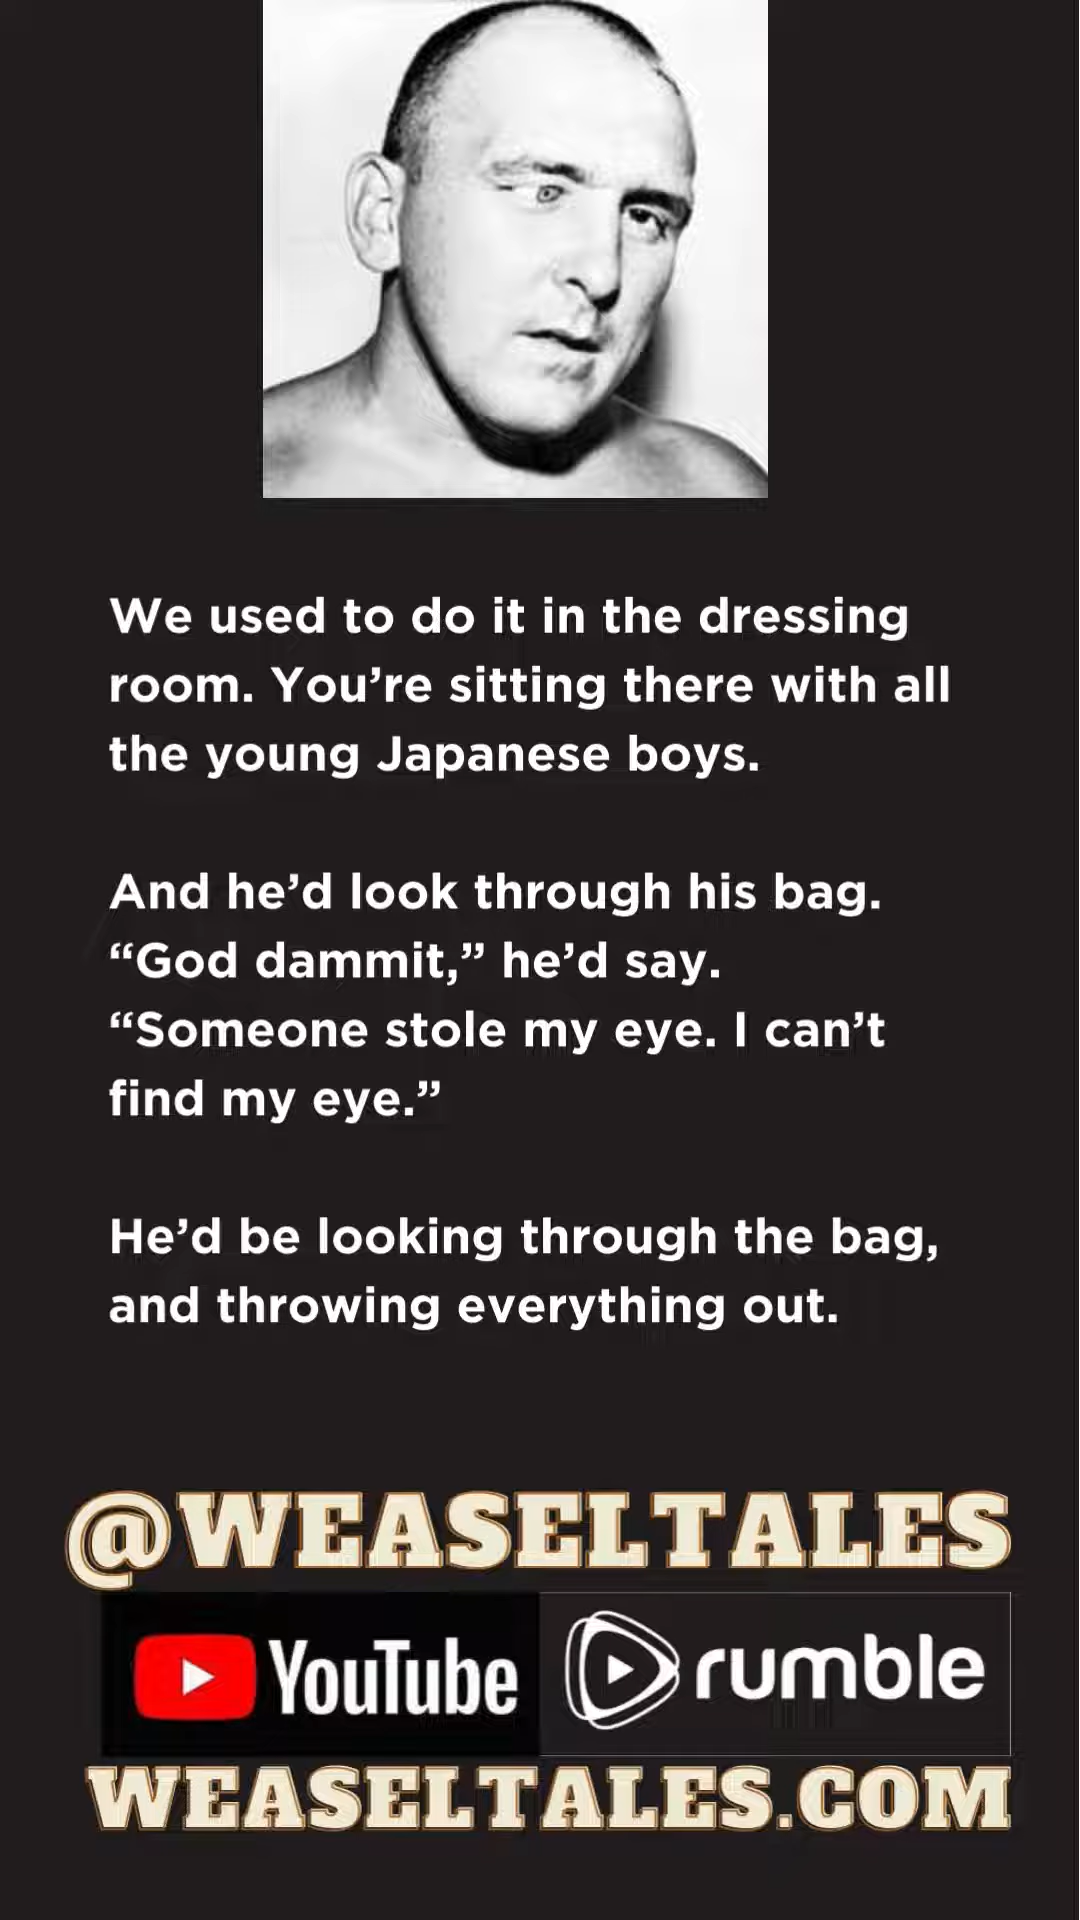 We used to do it in the dressing
room. You’re sitting there with all
the young Japanese boys.
And he’d look through his bag.
“God dammit,” he’d say.
“Someone stole my eye. I can’t
find my eye.”
He’d be looking through the bag,
and throwing everything out.
@WEASELTALES
YouTube rumble
WEASELTALES.COM